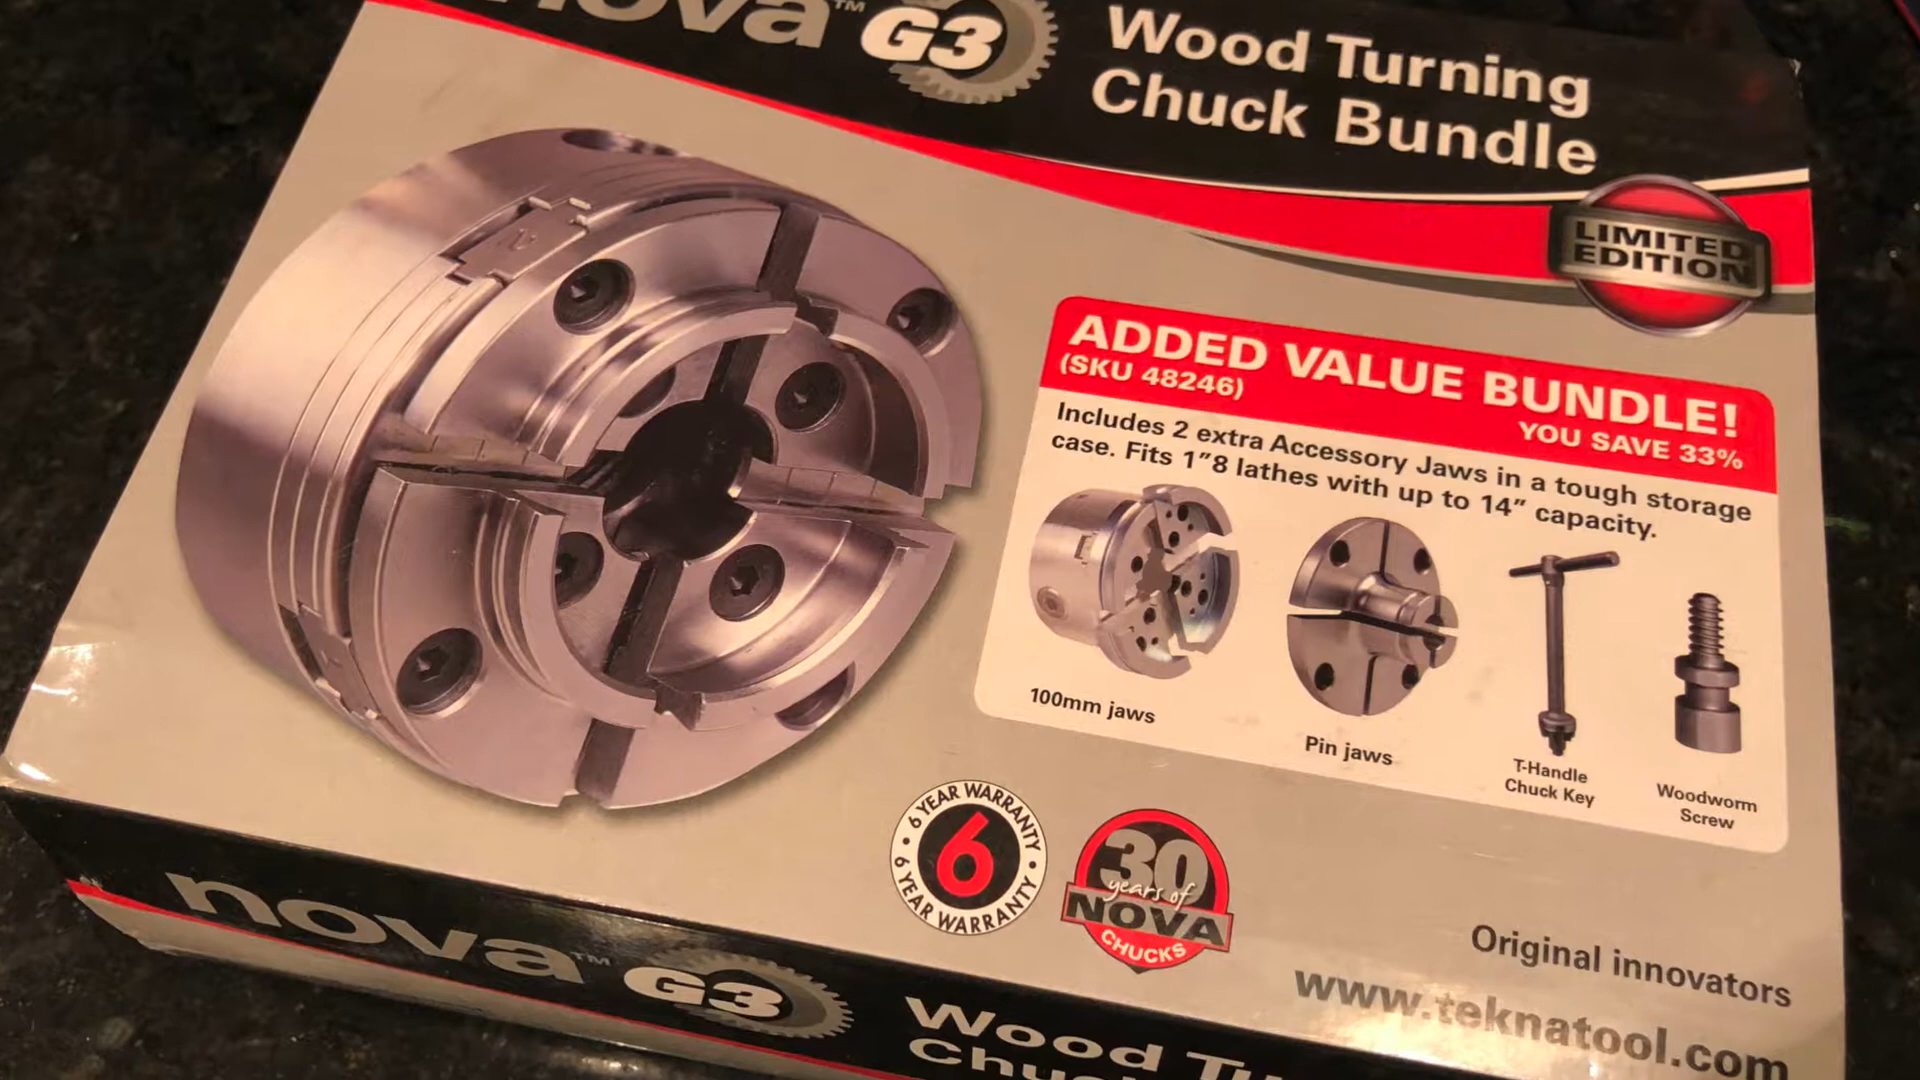 nova™ G3
Wood Turning
Chuck Bundle
LIMITED
EDITION
ADDED VALUE BUNDLE!
(SKU 48246)
YOU SAVE 33%
Includes 2 extra Accessory Jaws in a tough storage
case. Fits 1”8 lathes with up to 14” capacity.
100mm jaws
Pin jaws
T-Handle
Chuck Key
Woodworm
Screw
6 YEAR WARRANTY • 6 YEAR WARRANTY •
6
30
years of
NOVA
CHUCKS
Original innovators
www.teknatool.com
nova™ G3
Wood